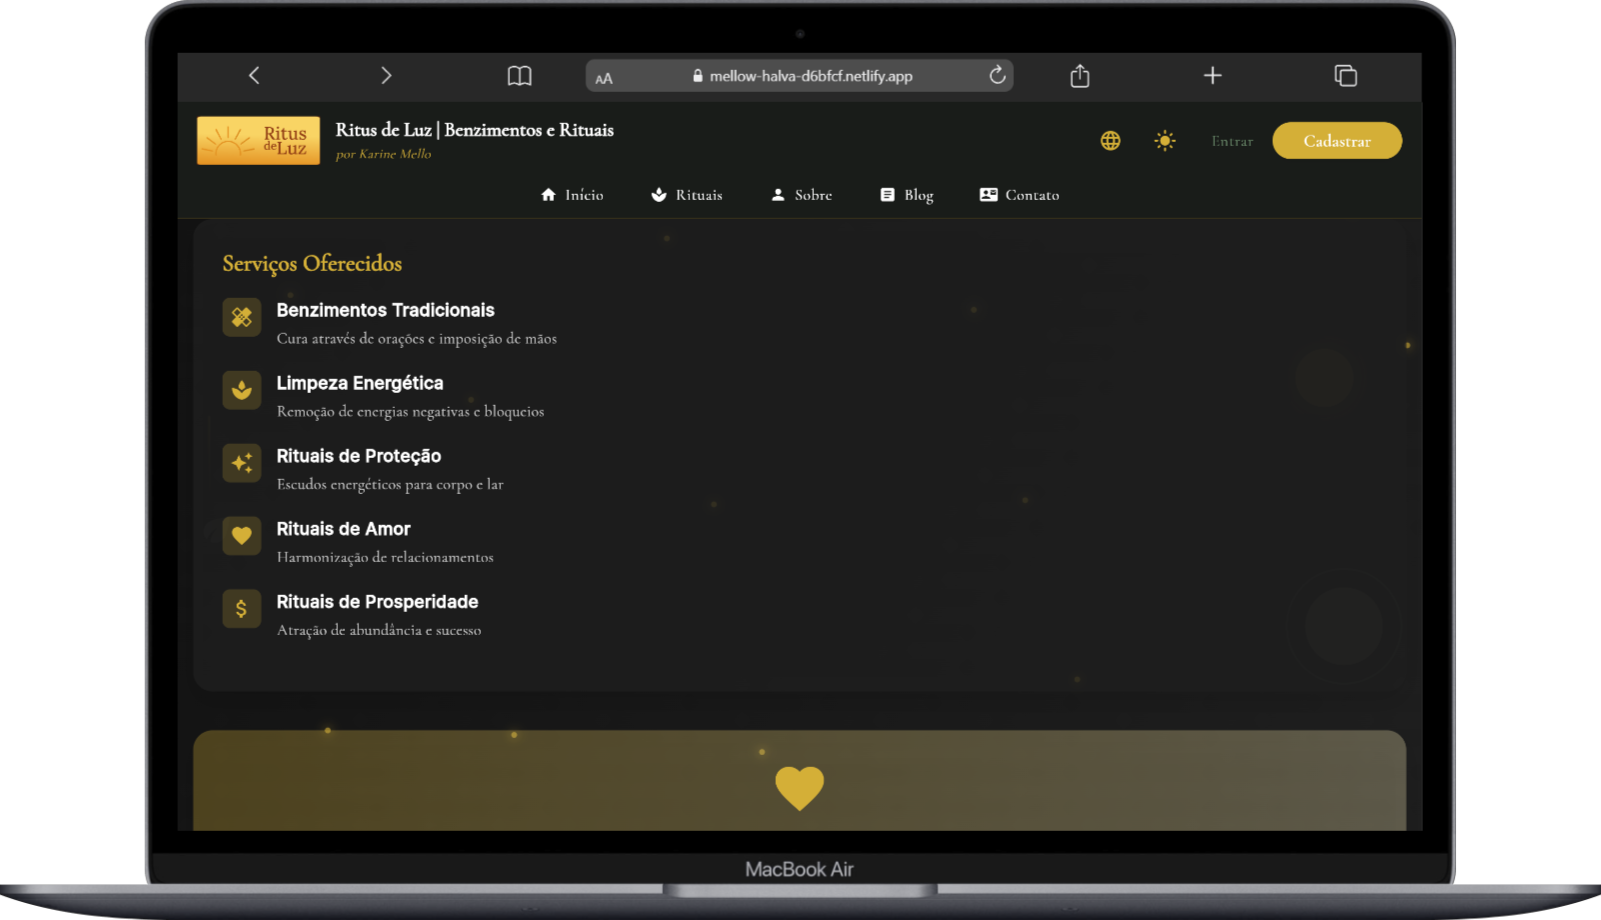 AA mellow-halva-d6bfcf.netlify.app
Ritus
deLuz
Ritus de Luz | Benzimentos e Rituais
por Karine Mello
Entrar
Cadastrar
Início
Rituais
Sobre
Blog
Contato
Serviços Oferecidos
Benzimentos Tradicionais
Cura através de orações e imposição de mãos
Limpeza Energética
Remoção de energias negativas e bloqueios
Rituais de Proteção
Escudos energéticos para corpo e lar
Rituais de Amor
Harmonização de relacionamentos
$
Rituais de Prosperidade
Atração de abundância e sucesso
MacBook Air